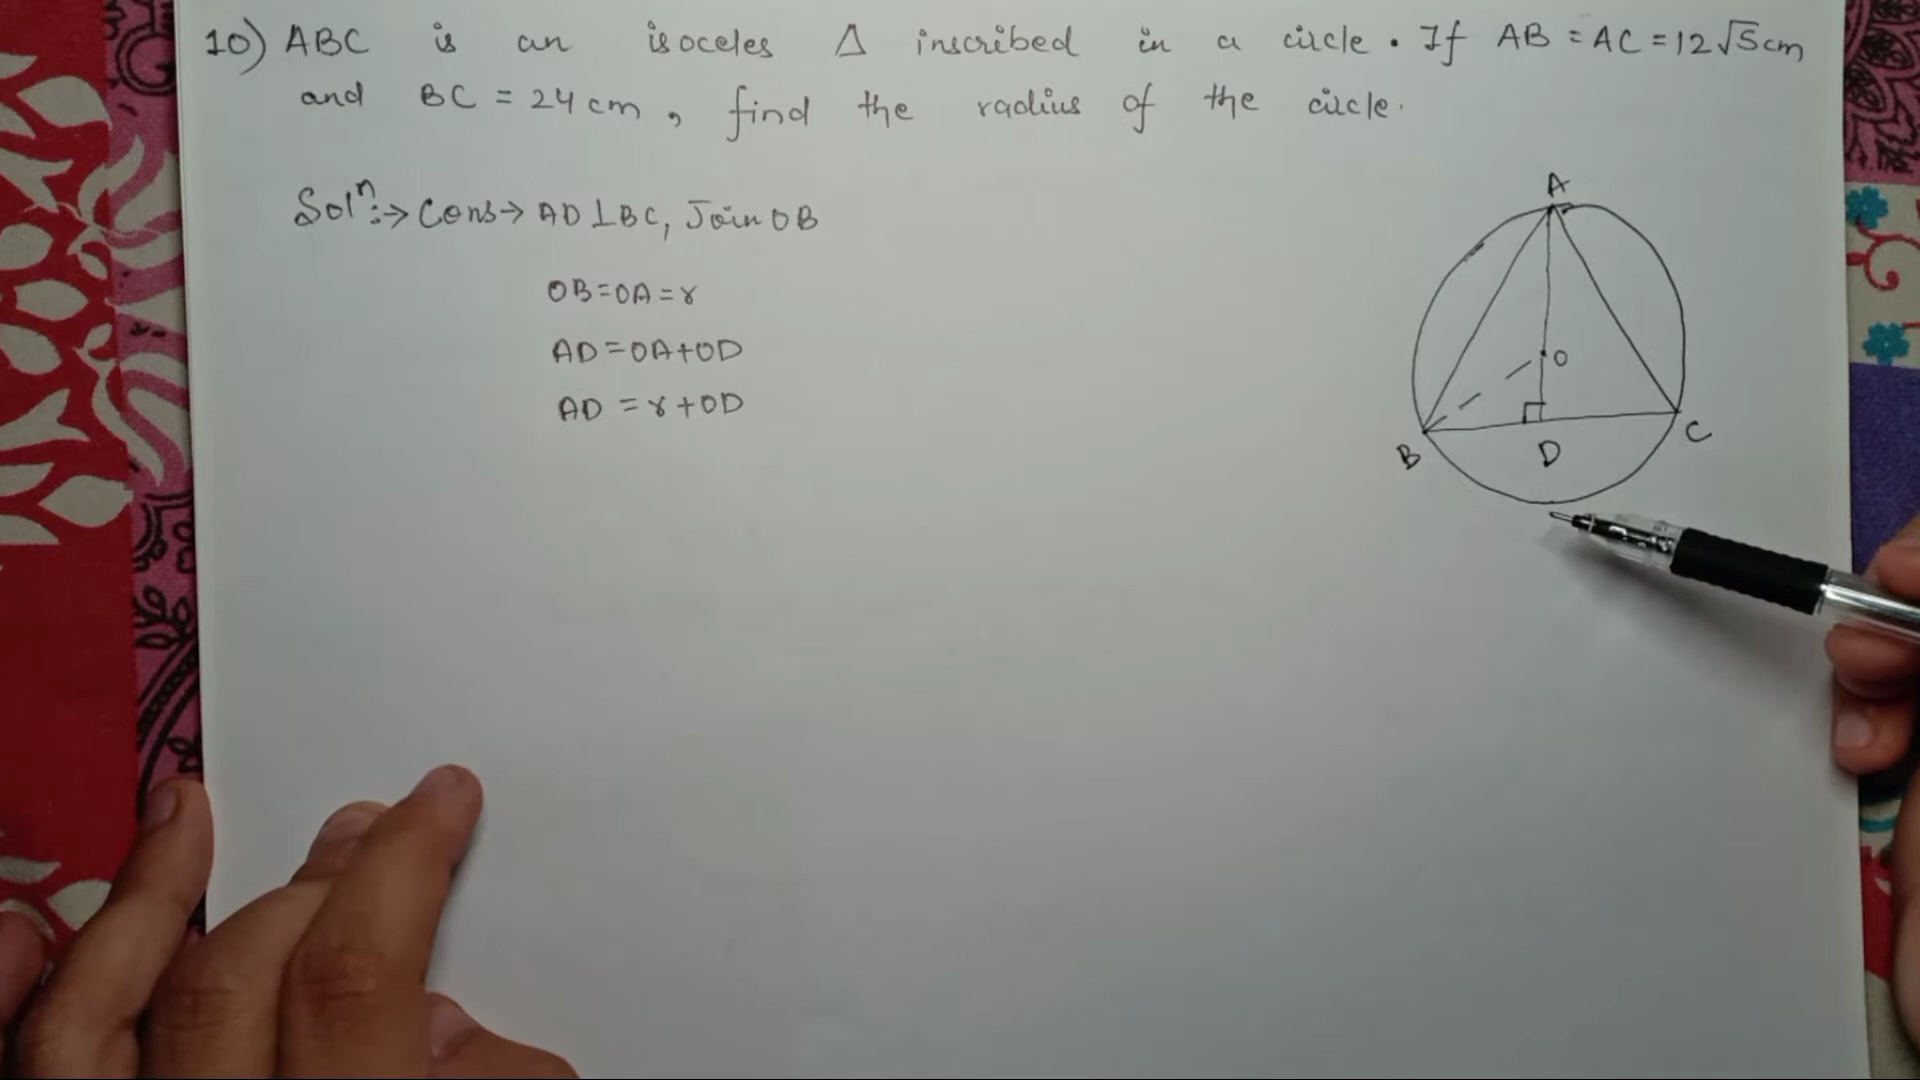 10) ABC is an isoceles Δ inscribed in a circle. If AB = AC = 12√5 cm
and BC = 24 cm, find the radius of the circle.
Solⁿ:→ Cons → AD ⊥ BC, Join OB
OB = OA = r
AD = OA + OD
AD = r + OD
A
O
B
D
C